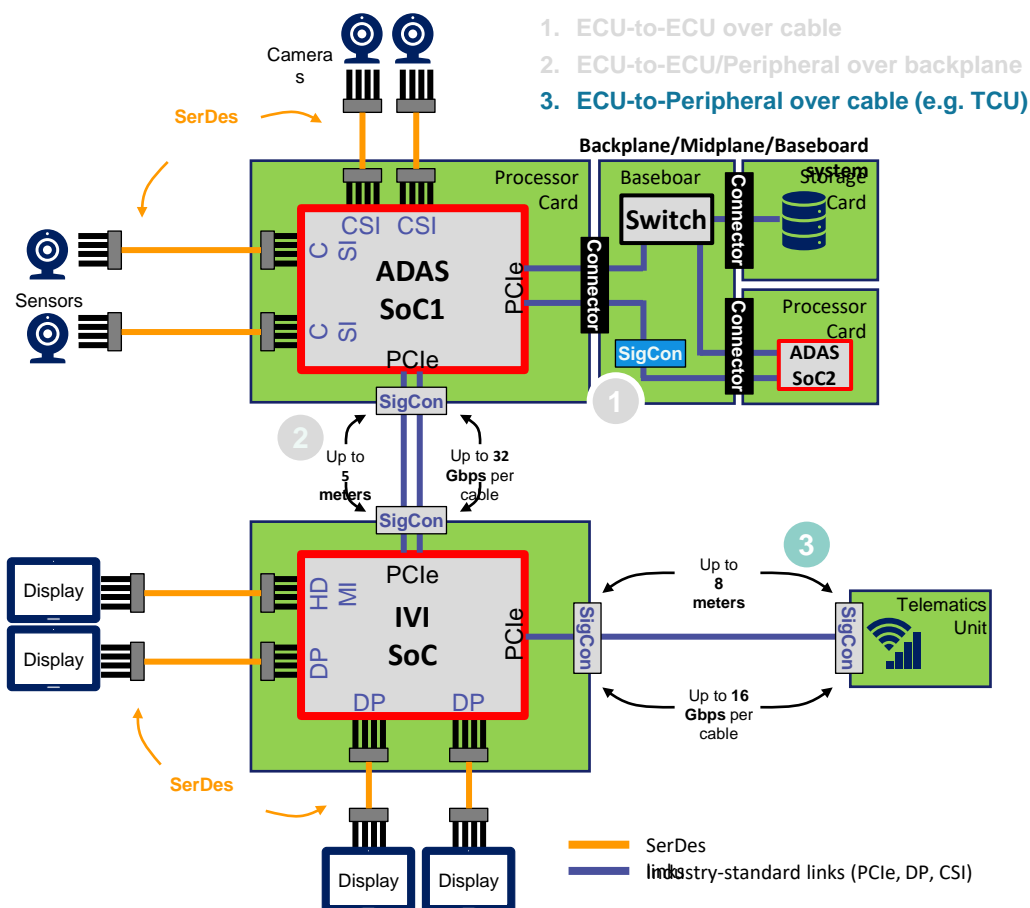 1. ECU-to-ECU over cable
2. ECU-to-ECU/Peripheral over backplane
3. ECU-to-Peripheral over cable (e.g. TCU)
Camera
s
SerDes
Backplane/Midplane/Baseboard
system
Processor
Card
Baseboar
Storage
Card
Connector
Switch
CSI
CSI
C
SI
ADAS
SoC1
PCIe
Connector
Sensors
C
SI
PCIe
SigCon
Connector
Processor
Card
ADAS
SoC2
1
SigCon
2
Up to
5
meters
Up to 32
Gbps per
cable
SigCon
3
PCIe
Display
HD
MI
IVI
SoC
PCIe
SigCon
Up to
8
meters
SigCon
Telematics
Unit
Display
DP
DP
DP
Up to 16
Gbps per
cable
SerDes
Display
Display
SerDes
links
Industry-standard links (PCIe, DP, CSI)